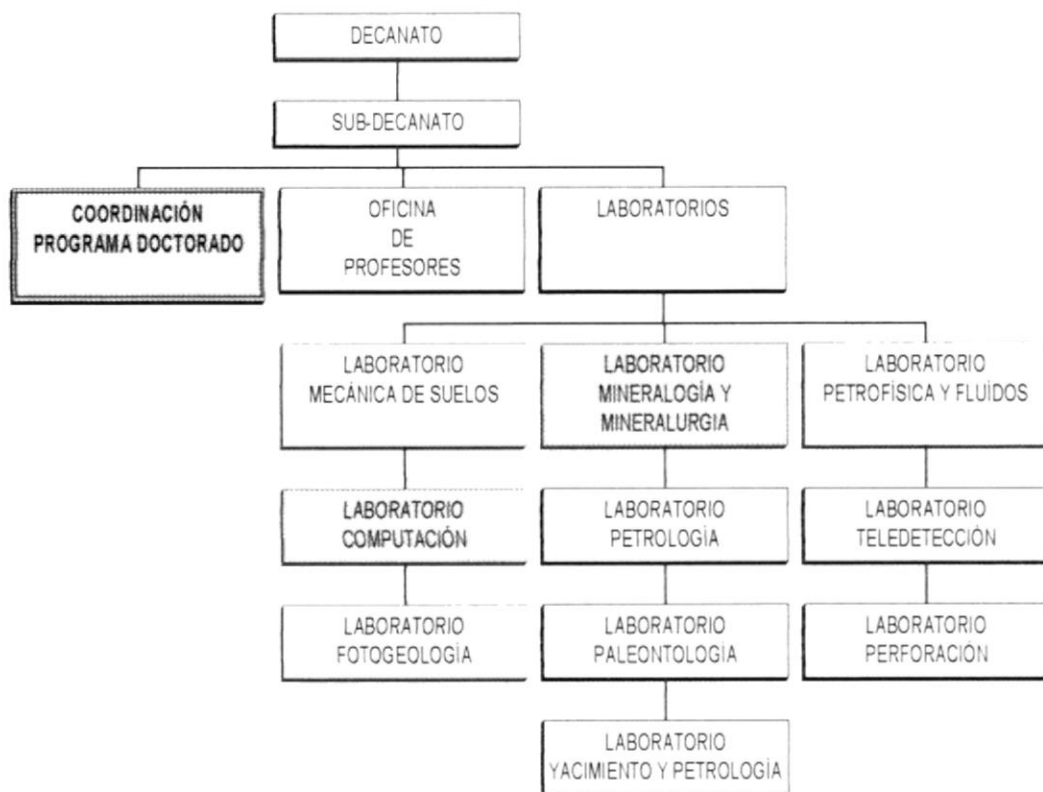 DECANATO
SUB-DECANATO
COORDINACIÓN
PROGRAMA DOCTORADO
OFICINA
DE
PROFESORES
LABORATORIOS
LABORATORIO
MECÁNICA DE SUELOS
LABORATORIO
MINERALOGÍA Y
MINERALURGIA
LABORATORIO
PETROFÍSICA Y FLUÍDOS
LABORATORIO
COMPUTACIÓN
LABORATORIO
PETROLOGÍA
LABORATORIO
TELEDETECCIÓN
LABORATORIO
FOTOGEOLOGÍA
LABORATORIO
PALEONTOLOGÍA
LABORATORIO
PERFORACIÓN
LABORATORIO
YACIMIENTO Y PETROLOGÍA